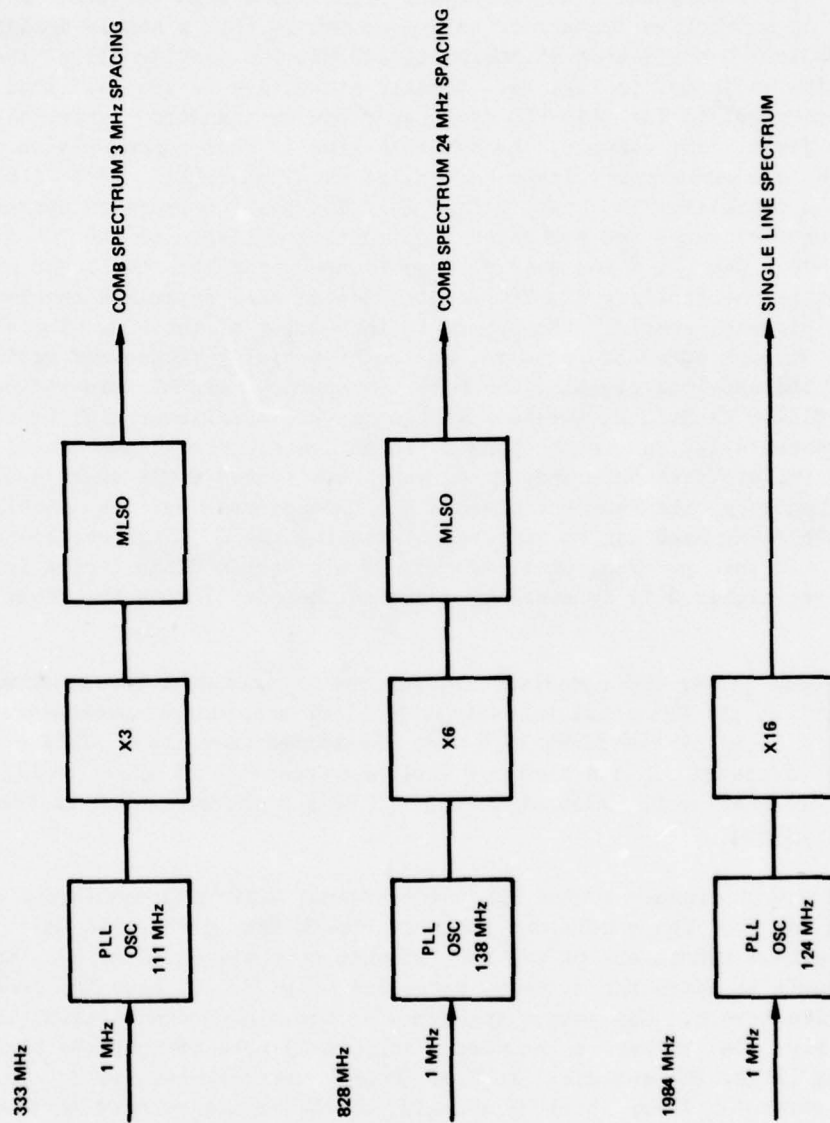 333 MHz
1 MHz
PLL
OSC
111 MHz
X3
MLSO
COMB SPECTRUM 3 MHz SPACING
828 MHz
1 MHz
PLL
OSC
138 MHz
X6
MLSO
COMB SPECTRUM 24 MHz SPACING
1984 MHz
1 MHz
PLL
OSC
124 MHz
X16
SINGLE LINE SPECTRUM